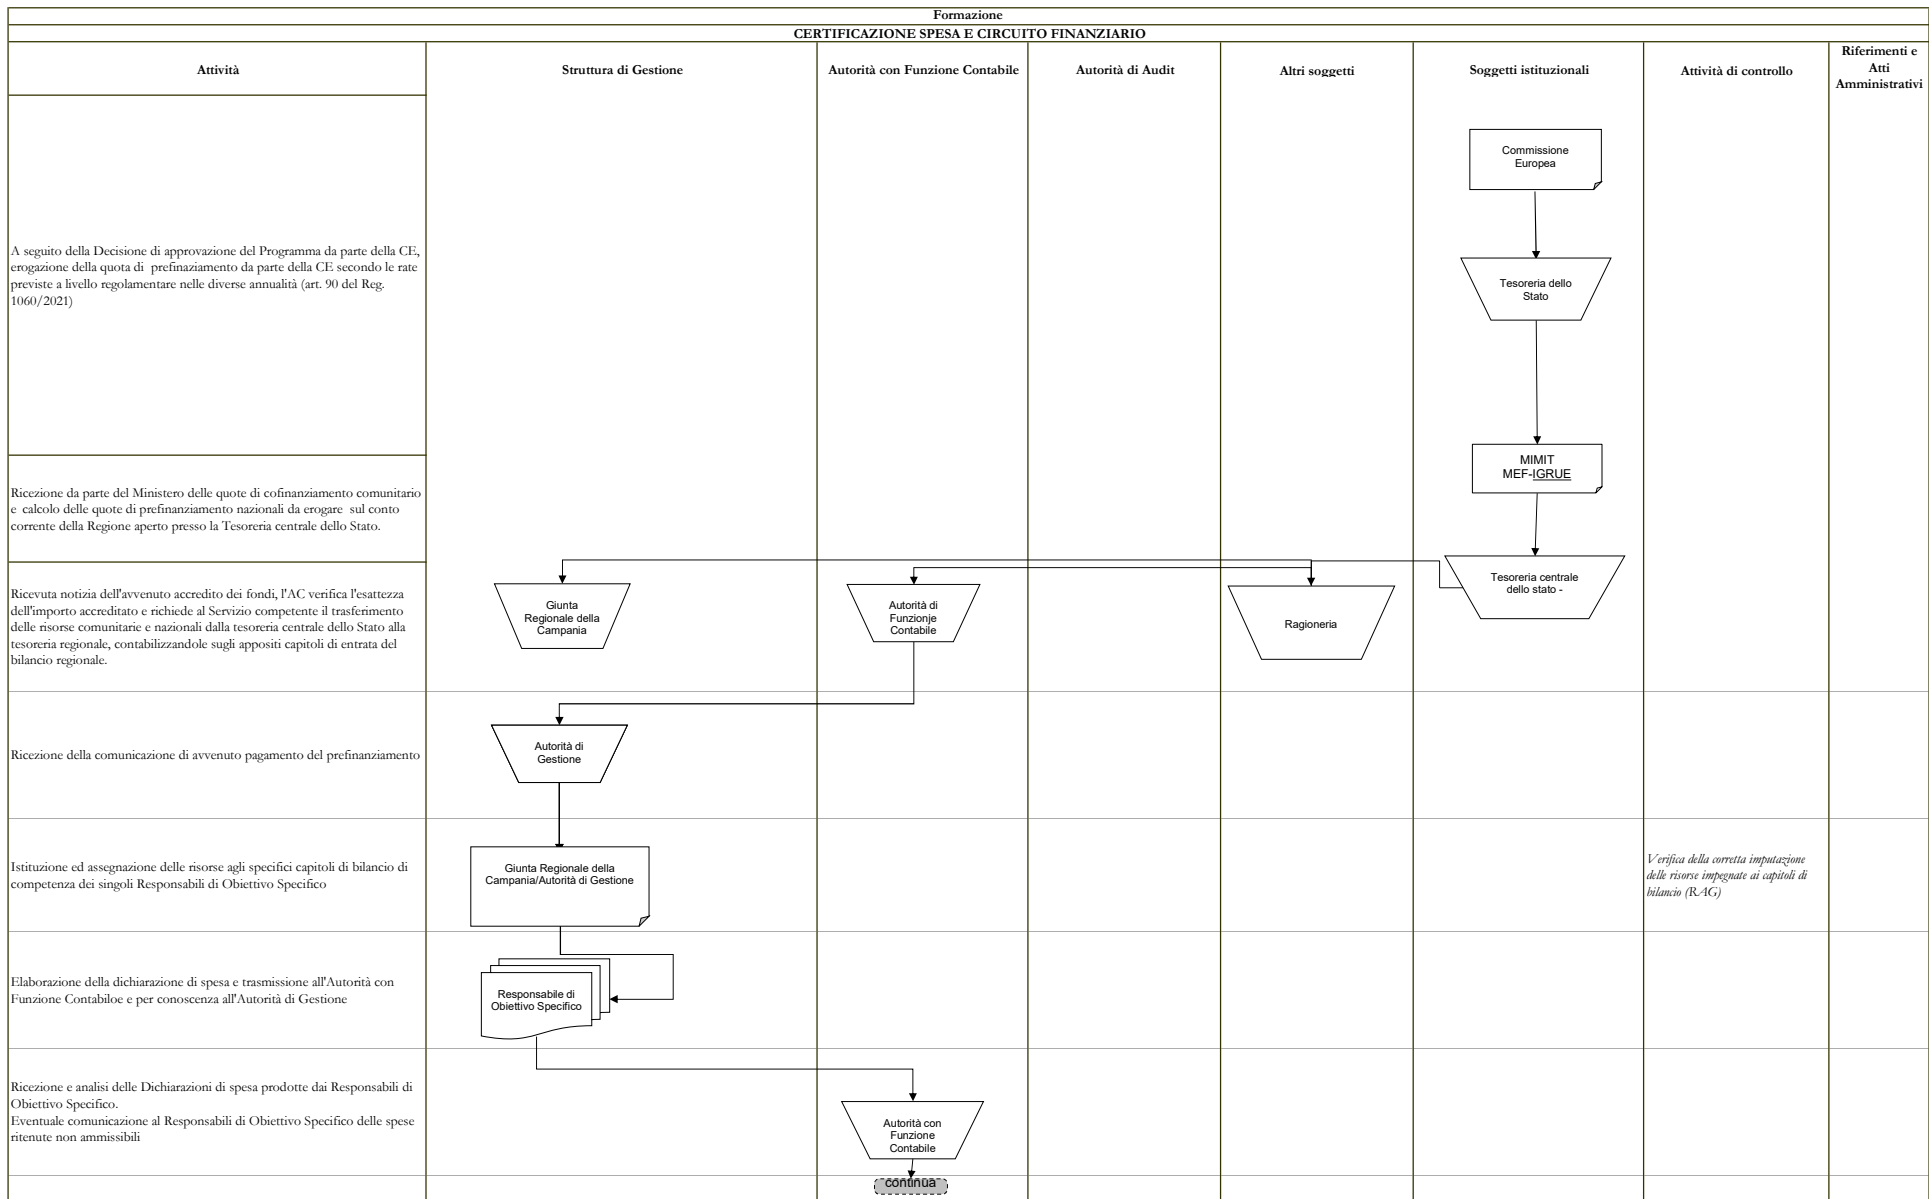 Formazione
CERTIFICAZIONE SPESA E CIRCUITO FINANZIARIO
Attività
Struttura di Gestione
Autorità con Funzione Contabile
Autorità di Audit
Altri soggetti
Soggetti istituzionali
Attività di controllo
Riferimenti e
Atti
Amministrativi
Commissione
Europea
A seguito della Decisione di approvazione del Programma da parte della CE,
erogazione della quota di prefinaziamento da parte della CE secondo le rate
previste a livello regolamentare nelle diverse annualità (art. 90 del Reg.
1060/2021)
Tesoreria dello
Stato
Ricezione da parte del Ministero delle quote di cofinanziamento comunitario
e calcolo delle quote di prefinanziamento nazionali da erogare sul conto
corrente della Regione aperto presso la Tesoreria centrale dello Stato.
MIMIT
MEF-IGRUE
Ricevuta notizia dell'avvenuto accredito dei fondi, l'AC verifica l'esattezza
dell'importo accreditato e richiede al Servizio competente il trasferimento
delle risorse comunitarie e nazionali dalla tesoreria centrale dello Stato alla
tesoreria regionale, contabilizzandole sugli appositi capitoli di entrata del
bilancio regionale.
Giunta
Regionale della
Campania
Autorità di
Funzionje
Contabile
Ragioneria
Tesoreria centrale
dello stato -
Ricezione della comunicazione di avvenuto pagamento del prefinanziamento
Autorità di
Gestione
Istituzione ed assegnazione delle risorse agli specifici capitoli di bilancio di
competenza dei singoli Responsabili di Obiettivo Specifico
Giunta Regionale della
Campania/Autorità di Gestione
Verifica della corretta imputazione
delle risorse impegnate ai capitoli di
bilancio (RAG)
Elaborazione della dichiarazione di spesa e trasmissione all'Autorità con
Funzione Contabiloe e per conoscenza all'Autorità di Gestione
Responsabile di
Obiettivo Specifico
Ricezione e analisi delle Dichiarazioni di spesa prodotte dai Responsabili di
Obiettivo Specifico.
Eventuale comunicazione al Responsabili di Obiettivo Specifico delle spese
ritenute non ammissibili
Autorità con
Funzione
Contabile
continua